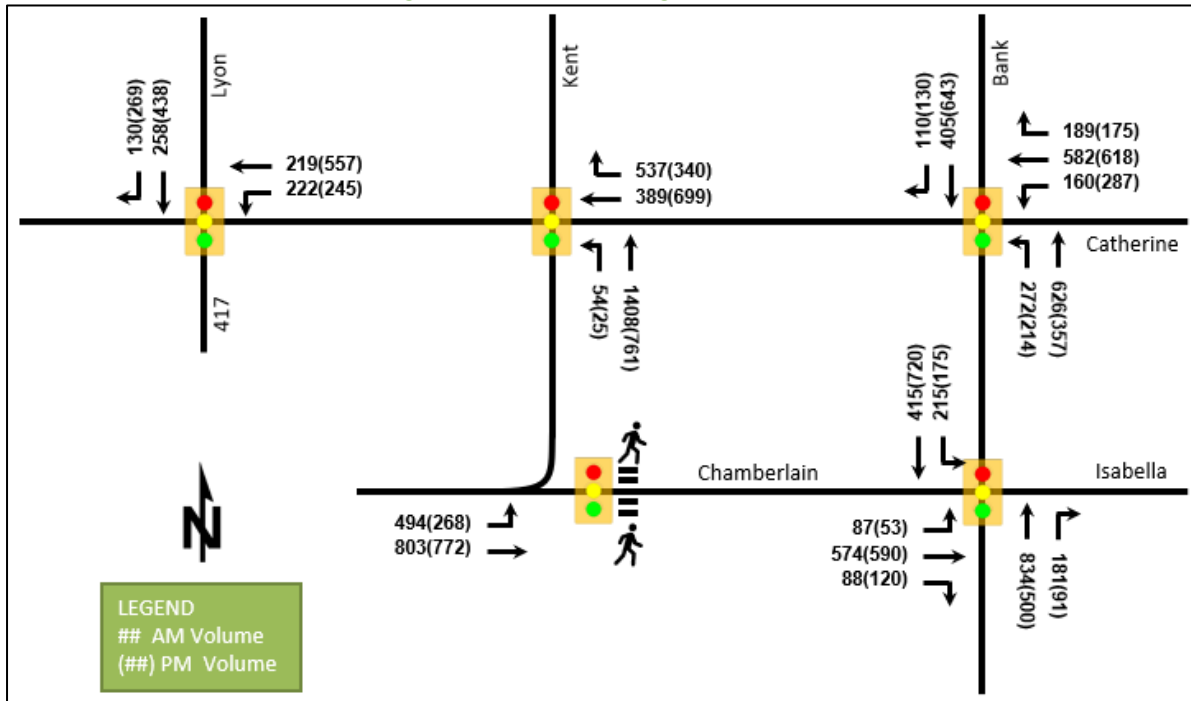 Lyon
Kent
Bank
130(269)
258(438)
219(557)
222(245)
537(340)
389(699)
110(130)
405(643)
189(175)
582(618)
160(287)
Catherine
417
54(25)
1408(761)
272(214)
626(357)
415(720)
215(175)
Chamberlain
Isabella
494(268)
803(772)
87(53)
574(590)
88(120)
834(500)
181(91)
N
LEGEND
## AM Volume
(##) PM Volume